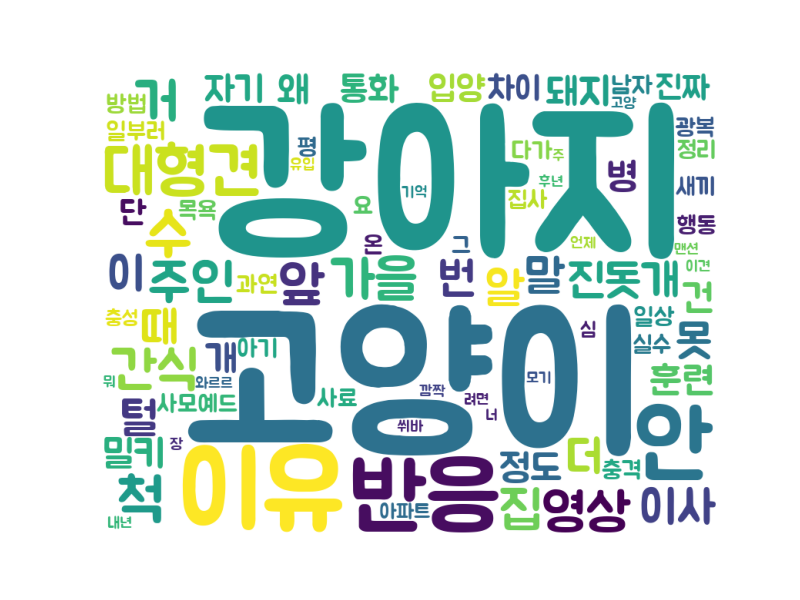 방법 거 자기 왜 통화 입양 차이 돼지 날자 진짜
고양
일부러 강아지 광복
대형견 평 유입 다가 주 정리
기억 병 후년 새끼
단 목욕 요 집사
수 그 행동
온 언제 맨션
이 주인 과연 앞 가을 번 알 말 진돗개 이견
건
충성 때 고양이 심 일상
실수 못
간식 개 아기
뭐 와르르 모기 훈련
털 사모예드 사료 깜짝 려면
너
밀키 장 쒸바 안
이유 반응 정도 더 충격
척 아파트 집 영상 이사
내년